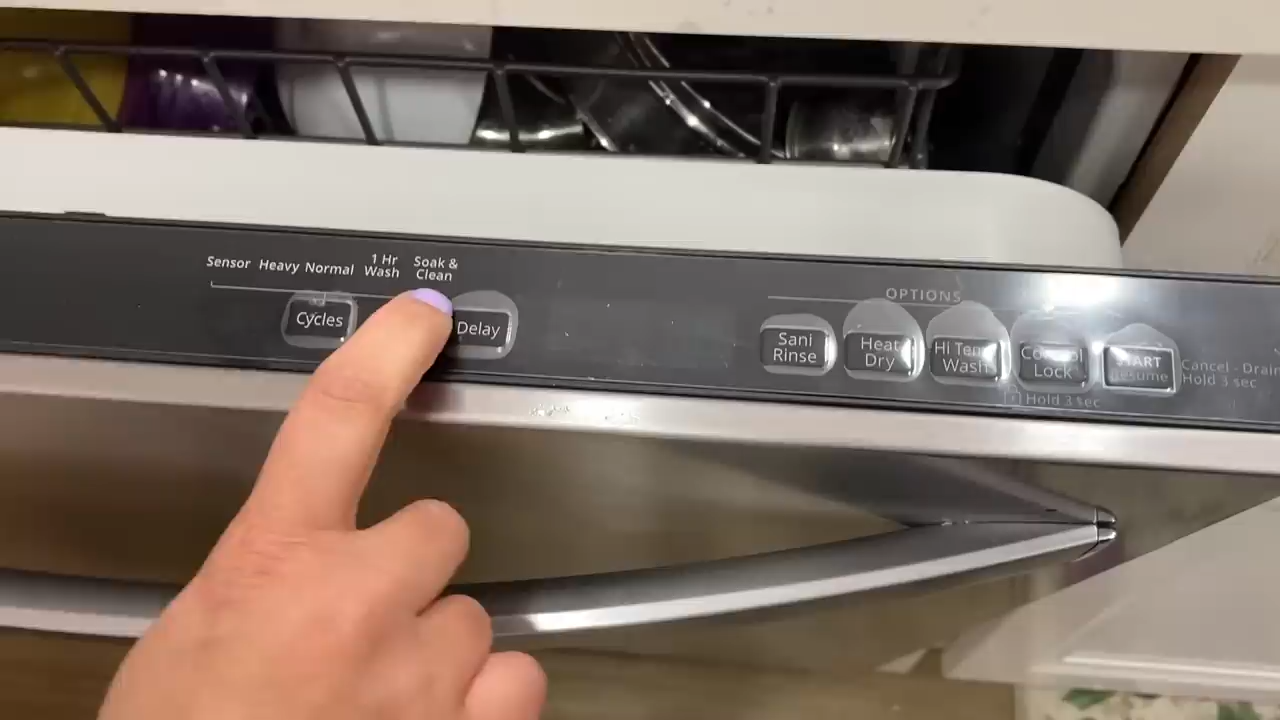 Sensor Heavy Normal 1 Hr Wash Soak & Clean
Cycles
Delay
OPTIONS
Sani Rinse
Heat Dry
Hi Temp Wash
Control Lock
START Resume
Cancel - Drain
Hold 3 sec
Hold 3 sec